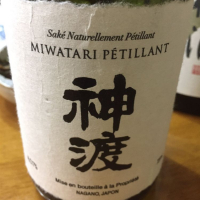 Saké Naturellement Pétillant
MIWATARI PÉTILLANT
神
渡
Mise en bouteille à la Propriété
NAGANO, JAPON